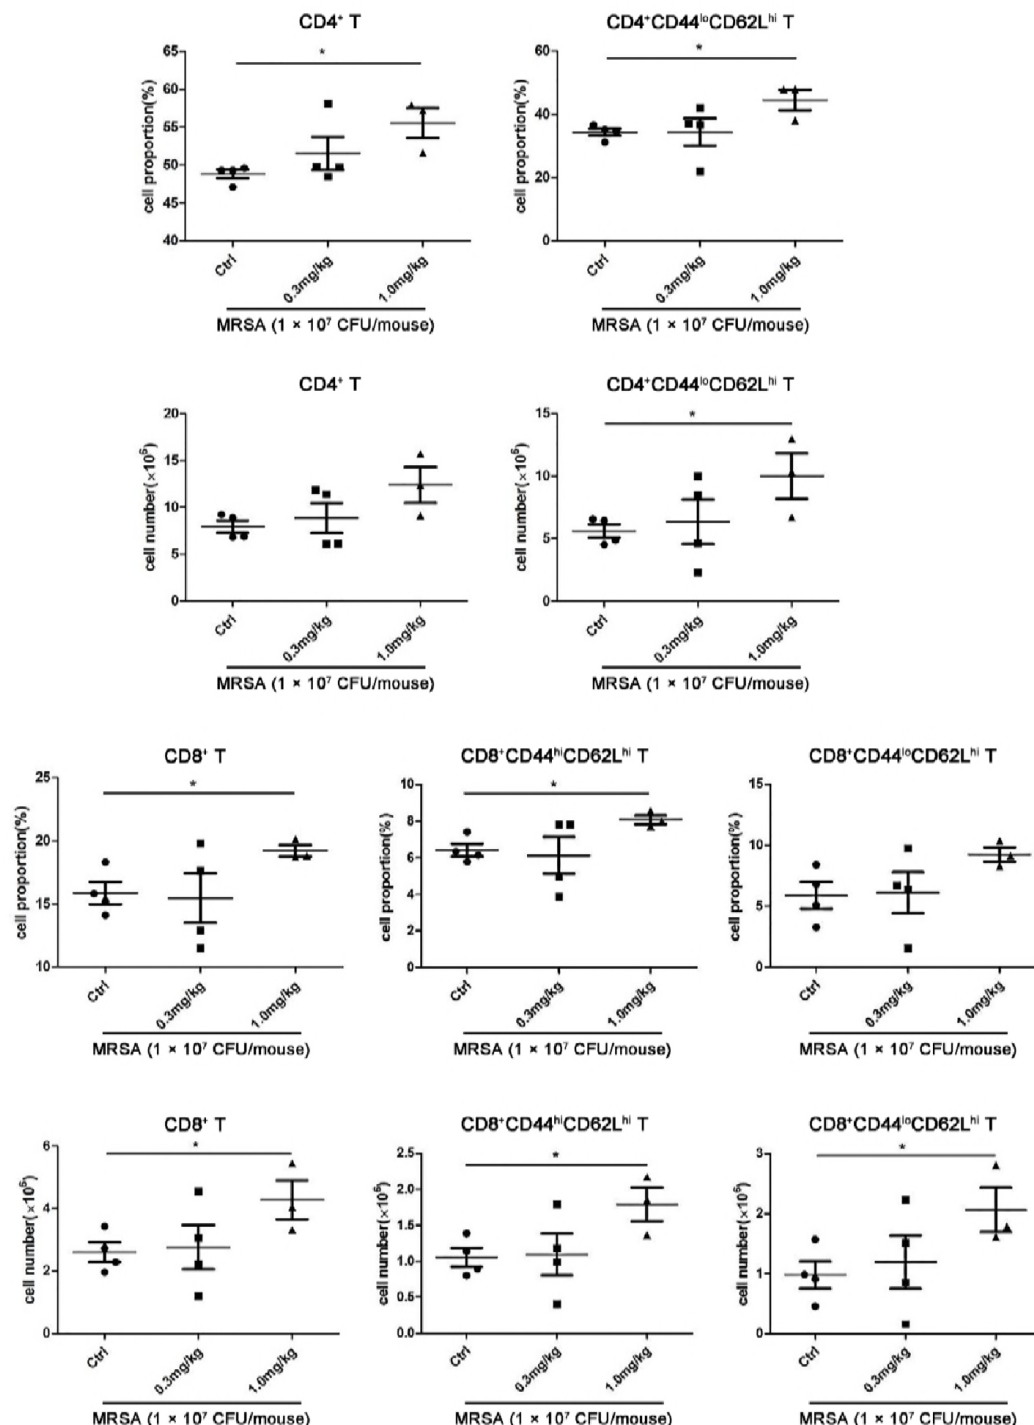 CD4⁺ T
CD4⁺CD44ˡᵒCD62Lʰⁱ T
cell proportion(%)
65
60
55
50
45
40
*
Ctrl
0.3mg/kg
1.0mg/kg
MRSA (1 × 10⁷ CFU/mouse)
cell proportion(%)
60
40
20
0
*
Ctrl
0.3mg/kg
1.0mg/kg
MRSA (1 × 10⁷ CFU/mouse)
CD4⁺ T
CD4⁺CD44ˡᵒCD62Lʰⁱ T
cell number(×10⁶)
20
15
10
5
0
Ctrl
0.3mg/kg
1.0mg/kg
MRSA (1 × 10⁷ CFU/mouse)
cell number(×10⁶)
15
10
5
0
*
Ctrl
0.3mg/kg
1.0mg/kg
MRSA (1 × 10⁷ CFU/mouse)
CD8⁺ T
CD8⁺CD44ʰⁱCD62Lʰⁱ T
CD8⁺CD44ˡᵒCD62Lʰⁱ T
cell proportion(%)
25
20
15
10
*
Ctrl
0.3mg/kg
1.0mg/kg
MRSA (1 × 10⁷ CFU/mouse)
cell proportion(%)
10
8
6
4
2
0
*
Ctrl
0.3mg/kg
1.0mg/kg
MRSA (1 × 10⁷ CFU/mouse)
cell proportion(%)
15
10
5
0
Ctrl
0.3mg/kg
1.0mg/kg
MRSA (1 × 10⁷ CFU/mouse)
CD8⁺ T
CD8⁺CD44ʰⁱCD62Lʰⁱ T
CD8⁺CD44ˡᵒCD62Lʰⁱ T
cell number(×10⁶)
6
4
2
0
*
Ctrl
0.3mg/kg
1.0mg/kg
MRSA (1 × 10⁷ CFU/mouse)
cell number(×10⁶)
2.5
2.0
1.5
1.0
0.5
0.0
*
Ctrl
0.3mg/kg
1.0mg/kg
MRSA (1 × 10⁷ CFU/mouse)
cell number(×10⁶)
3
2
1
0
*
Ctrl
0.3mg/kg
1.0mg/kg
MRSA (1 × 10⁷ CFU/mouse)